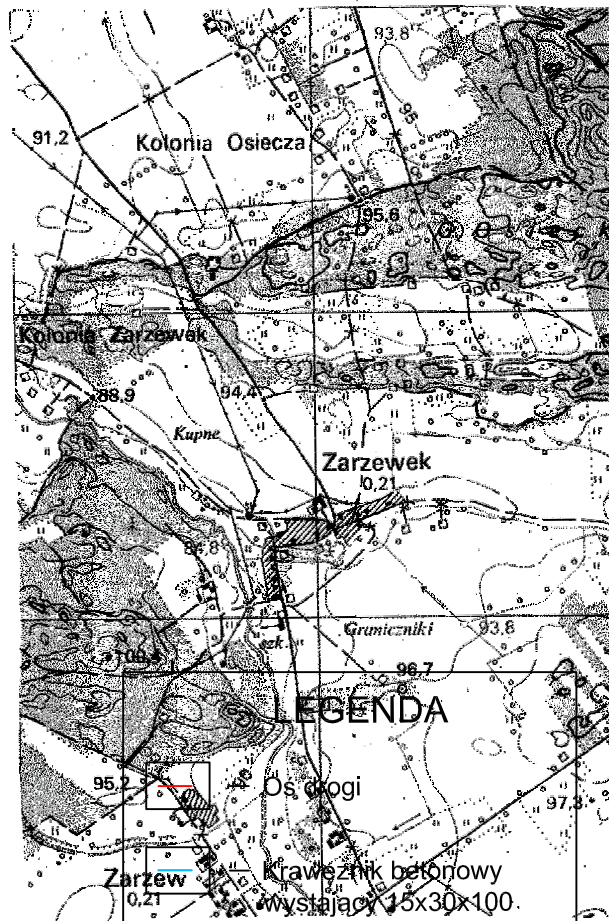 93,8
95
91,2
Kolonia Osiecza
95.6
Kolonia Zarzewek
88,9
94,4
Kupne
Zarzewek
0,21
84,8
Graniczniki
93,8
szk.
96.7
LEGENDA
95,2
Oś drogi
97,3
Zarzew
Krawężnik betonowy
0,21
wystający 15x30x100